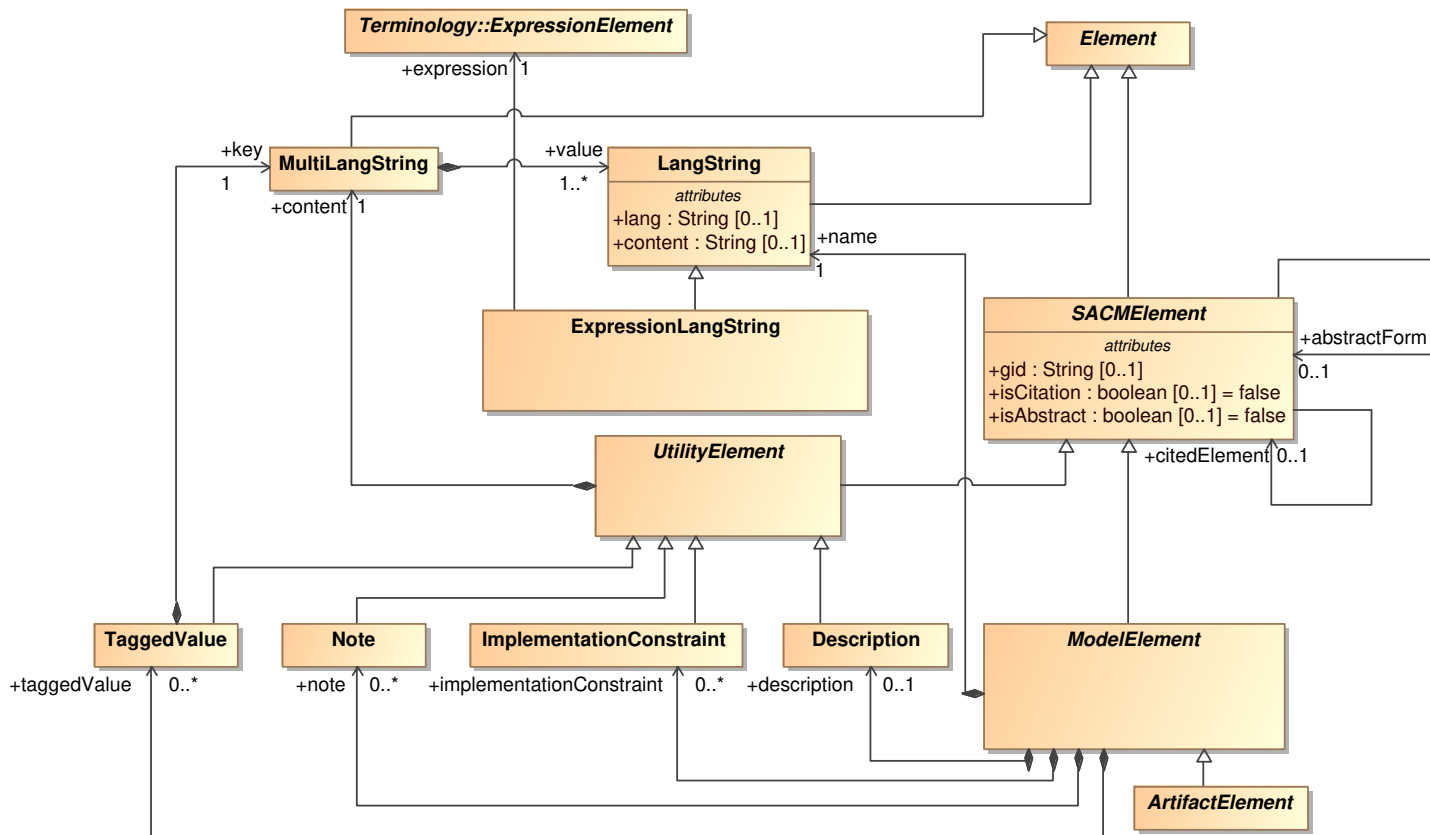 Terminology::ExpressionElement
Element
+expression 1
+key
1
MultiLangString
+value
1..*
LangString
attributes
+lang : String [0..1]
+content : String [0..1]
+content 1
+name
1
ExpressionLangString
SACMElement
attributes
+gid : String [0..1]
+isCitation : boolean [0..1] = false
+isAbstract : boolean [0..1] = false
+abstractForm
0..1
+citedElement 0..1
UtilityElement
TaggedValue
Note
ImplementationConstraint
Description
ModelElement
+taggedValue 0..*
+note 0..*
+implementationConstraint 0..*
+description 0..1
ArtifactElement